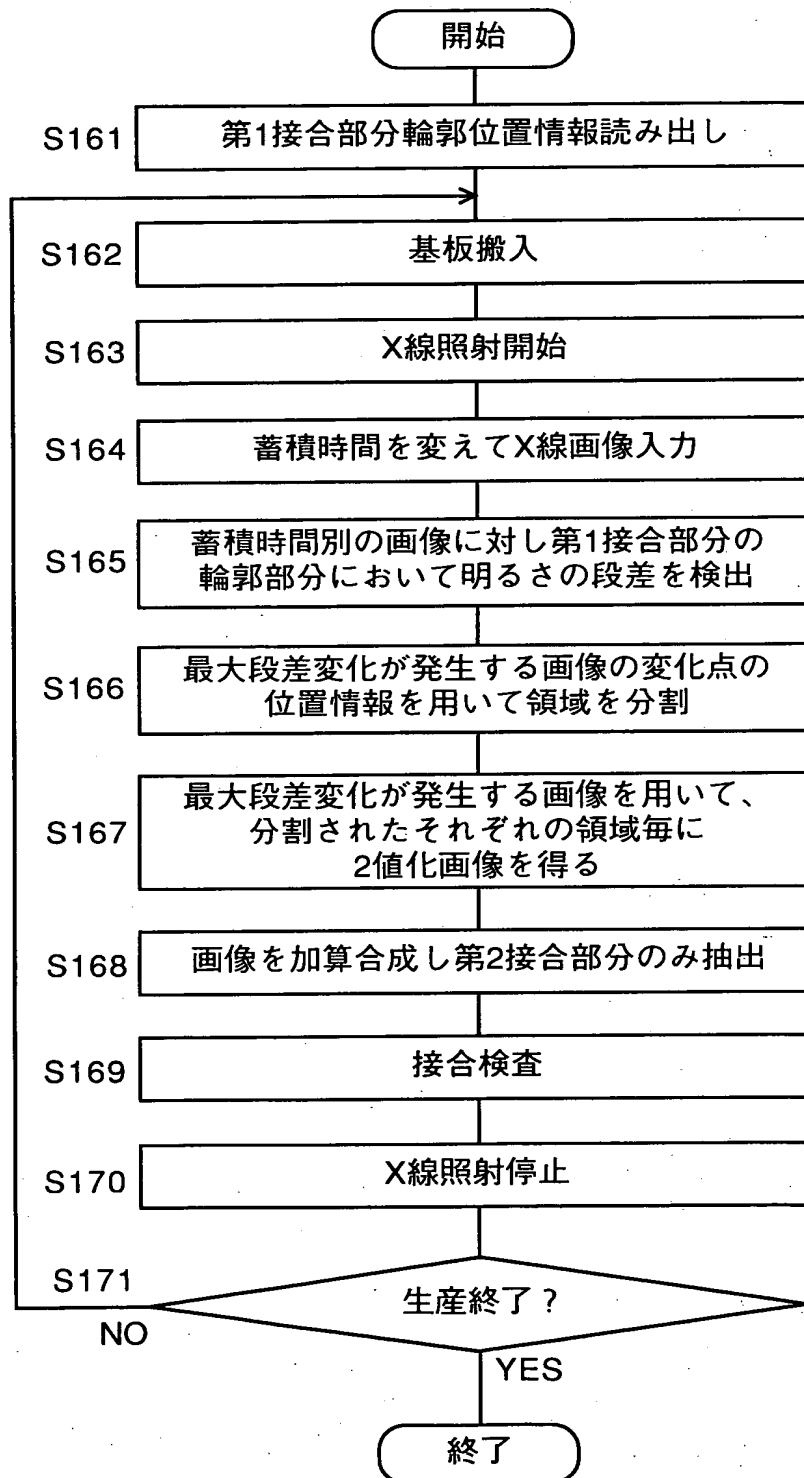 開始
S161
第1接合部分輪郭位置情報読み出し
S162
基板搬入
S163
X線照射開始
S164
蓄積時間を変えてX線画像入力
S165
蓄積時間別の画像に対し第1接合部分の
輪郭部分において明るさの段差を検出
S166
最大段差変化が発生する画像の変化点の
位置情報を用いて領域を分割
S167
最大段差変化が発生する画像を用いて、
分割されたそれぞれの領域毎に
2値化画像を得る
S168
画像を加算合成し第2接合部分のみ抽出
S169
接合検査
S170
X線照射停止
S171
生産終了?
NO
YES
終了